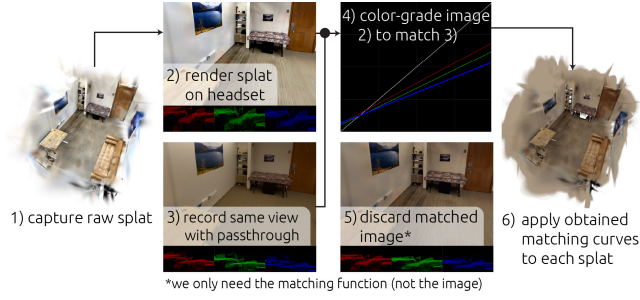 1) capture raw splat
2) render splat
on headset
3) record same view
with passthrough
4) color-grade image
2) to match 3)
5) discard matched
image*
6) apply obtained
matching curves
to each splat
*we only need the matching function (not the image)